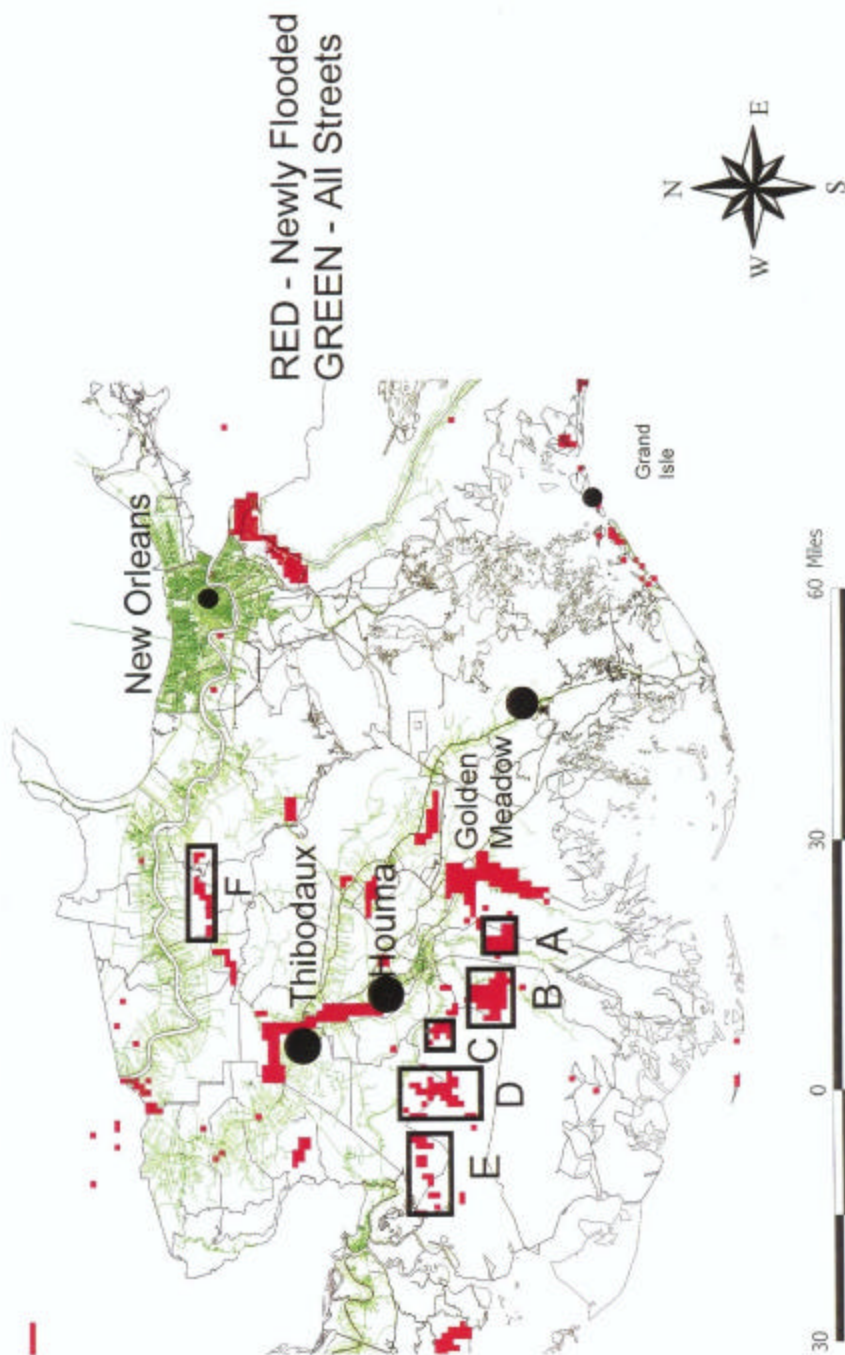 RED - Newly Flooded
GREEN - All Streets
New Orleans
F
Thibodaux
Houma
Golden
Meadow
Grand
Isle
A
B
C
D
E
N
W
E
S
30
0
30
60 Miles